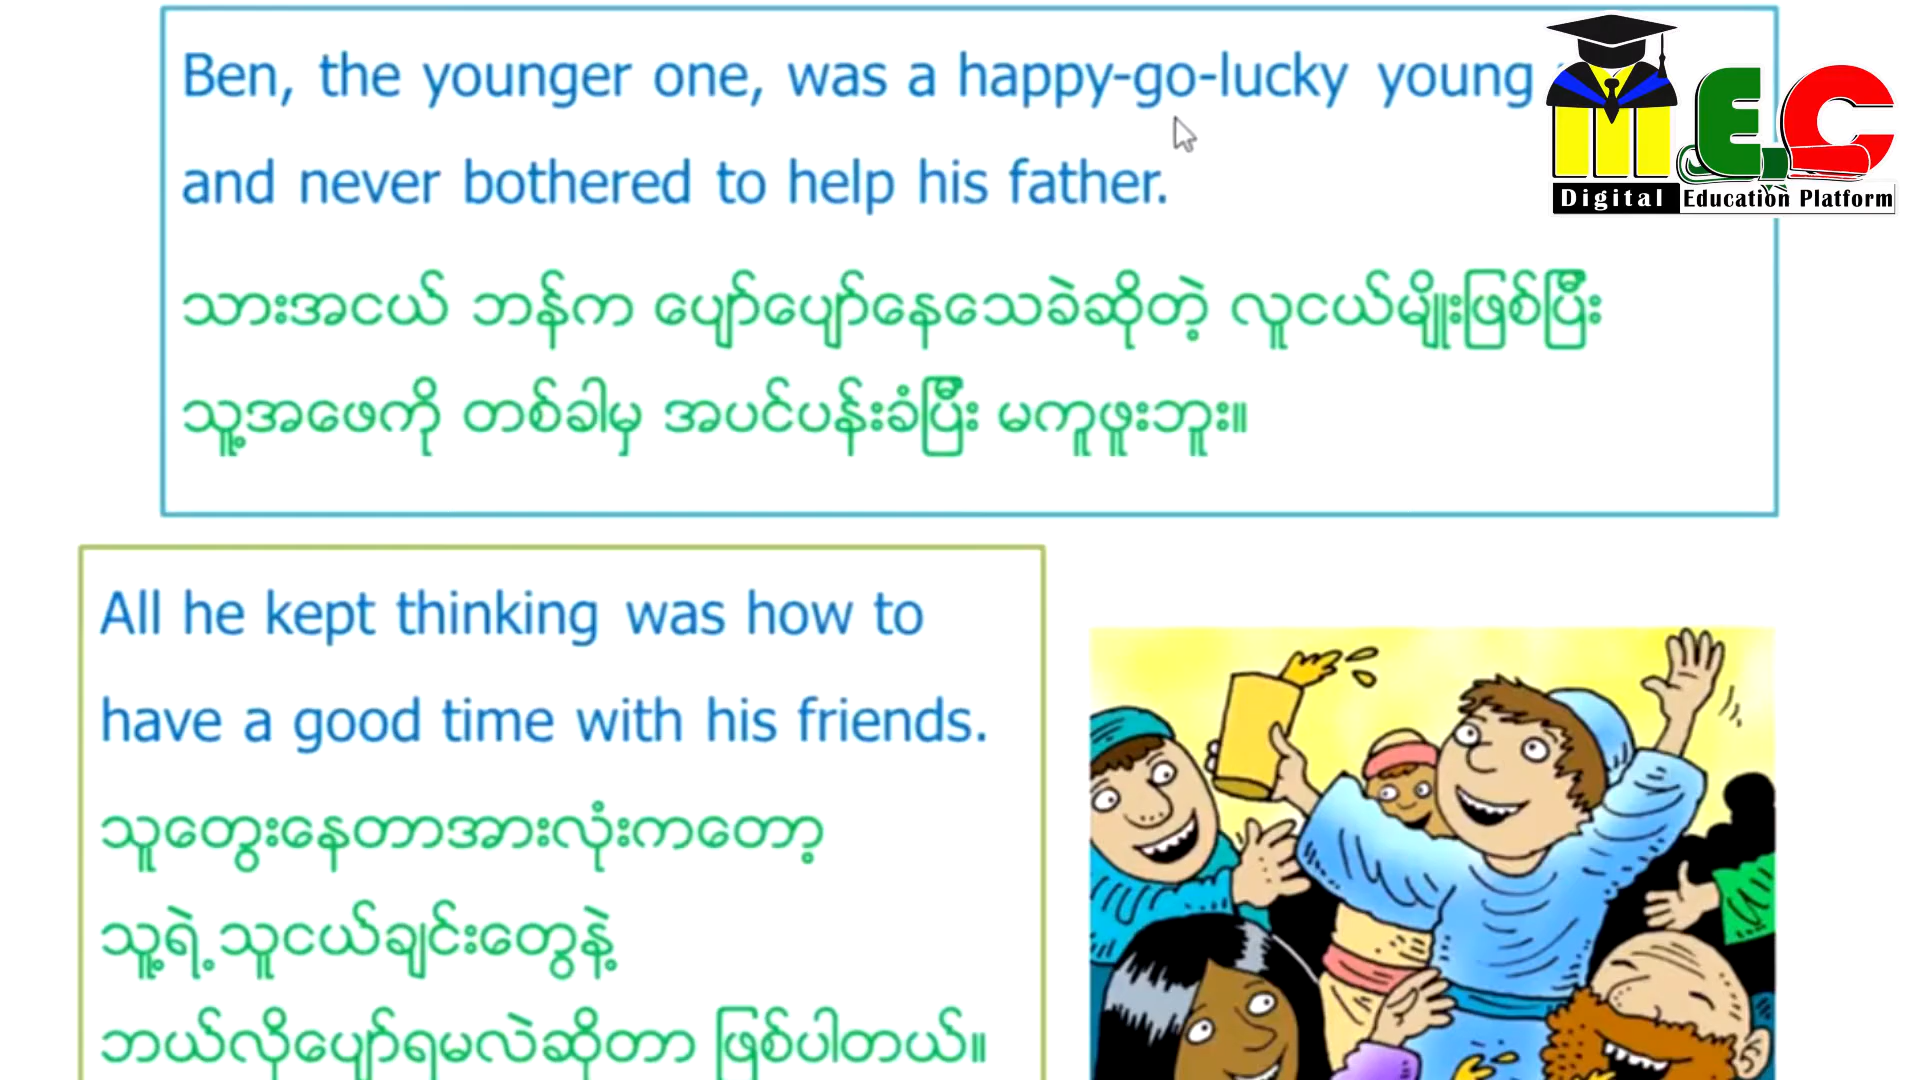 Ben, the younger one, was a happy-go-lucky young
and never bothered to help his father.
သားအငယ် ဘန်က ပျော်ပျော်နေသေခဲဆိုတဲ့ လူငယ်မျိုးဖြစ်ပြီး
သူ့အဖေကို တစ်ခါမှ အပင်ပန်းခံပြီး မကူဖူးဘူး။
All he kept thinking was how to
have a good time with his friends.
သူတွေးနေတာအားလုံးကတော့
သူ့ရဲ့သူငယ်ချင်းတွေနဲ့
ဘယ်လိုပျော်ရမလဲဆိုတာ ဖြစ်ပါတယ်။
MEC
Digital Education Platform